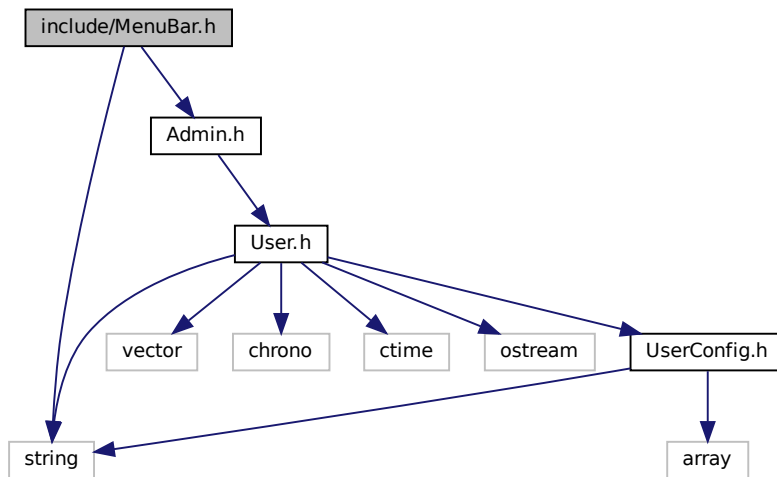 include/MenuBar.h
Admin.h
User.h
vector
chrono
ctime
ostream
UserConfig.h
string
array